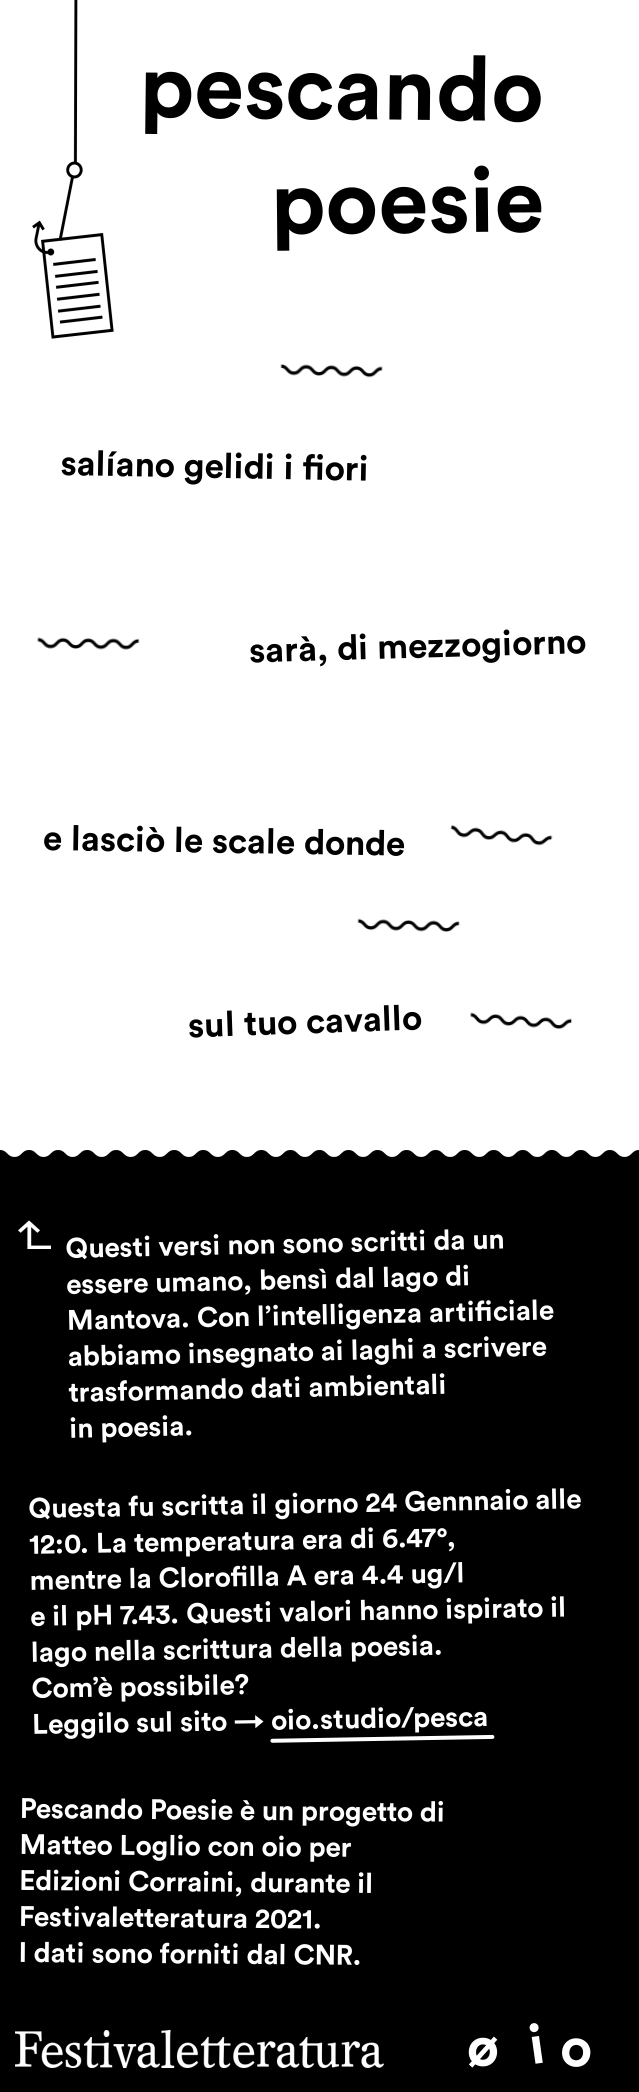 pescando
poesie
salíano gelidi i fiori
sarà, di mezzogiorno
e lasciò le scale donde
sul tuo cavallo
Questi versi non sono scritti da un
essere umano, bensì dal lago di
Mantova. Con l’intelligenza artificiale
abbiamo insegnato ai laghi a scrivere
trasformando dati ambientali
in poesia.
Questa fu scritta il giorno 24 Gennnaio alle
12:0. La temperatura era di 6.47°,
mentre la Clorofilla A era 4.4 ug/l
e il pH 7.43. Questi valori hanno ispirato il
lago nella scrittura della poesia.
Com’è possibile?
Leggilo sul sito → oio.studio/pesca
Pescando Poesie è un progetto di
Matteo Loglio con oio per
Edizioni Corraini, durante il
Festivaletteratura 2021.
I dati sono forniti dal CNR.
Festivaletteratura ø i o